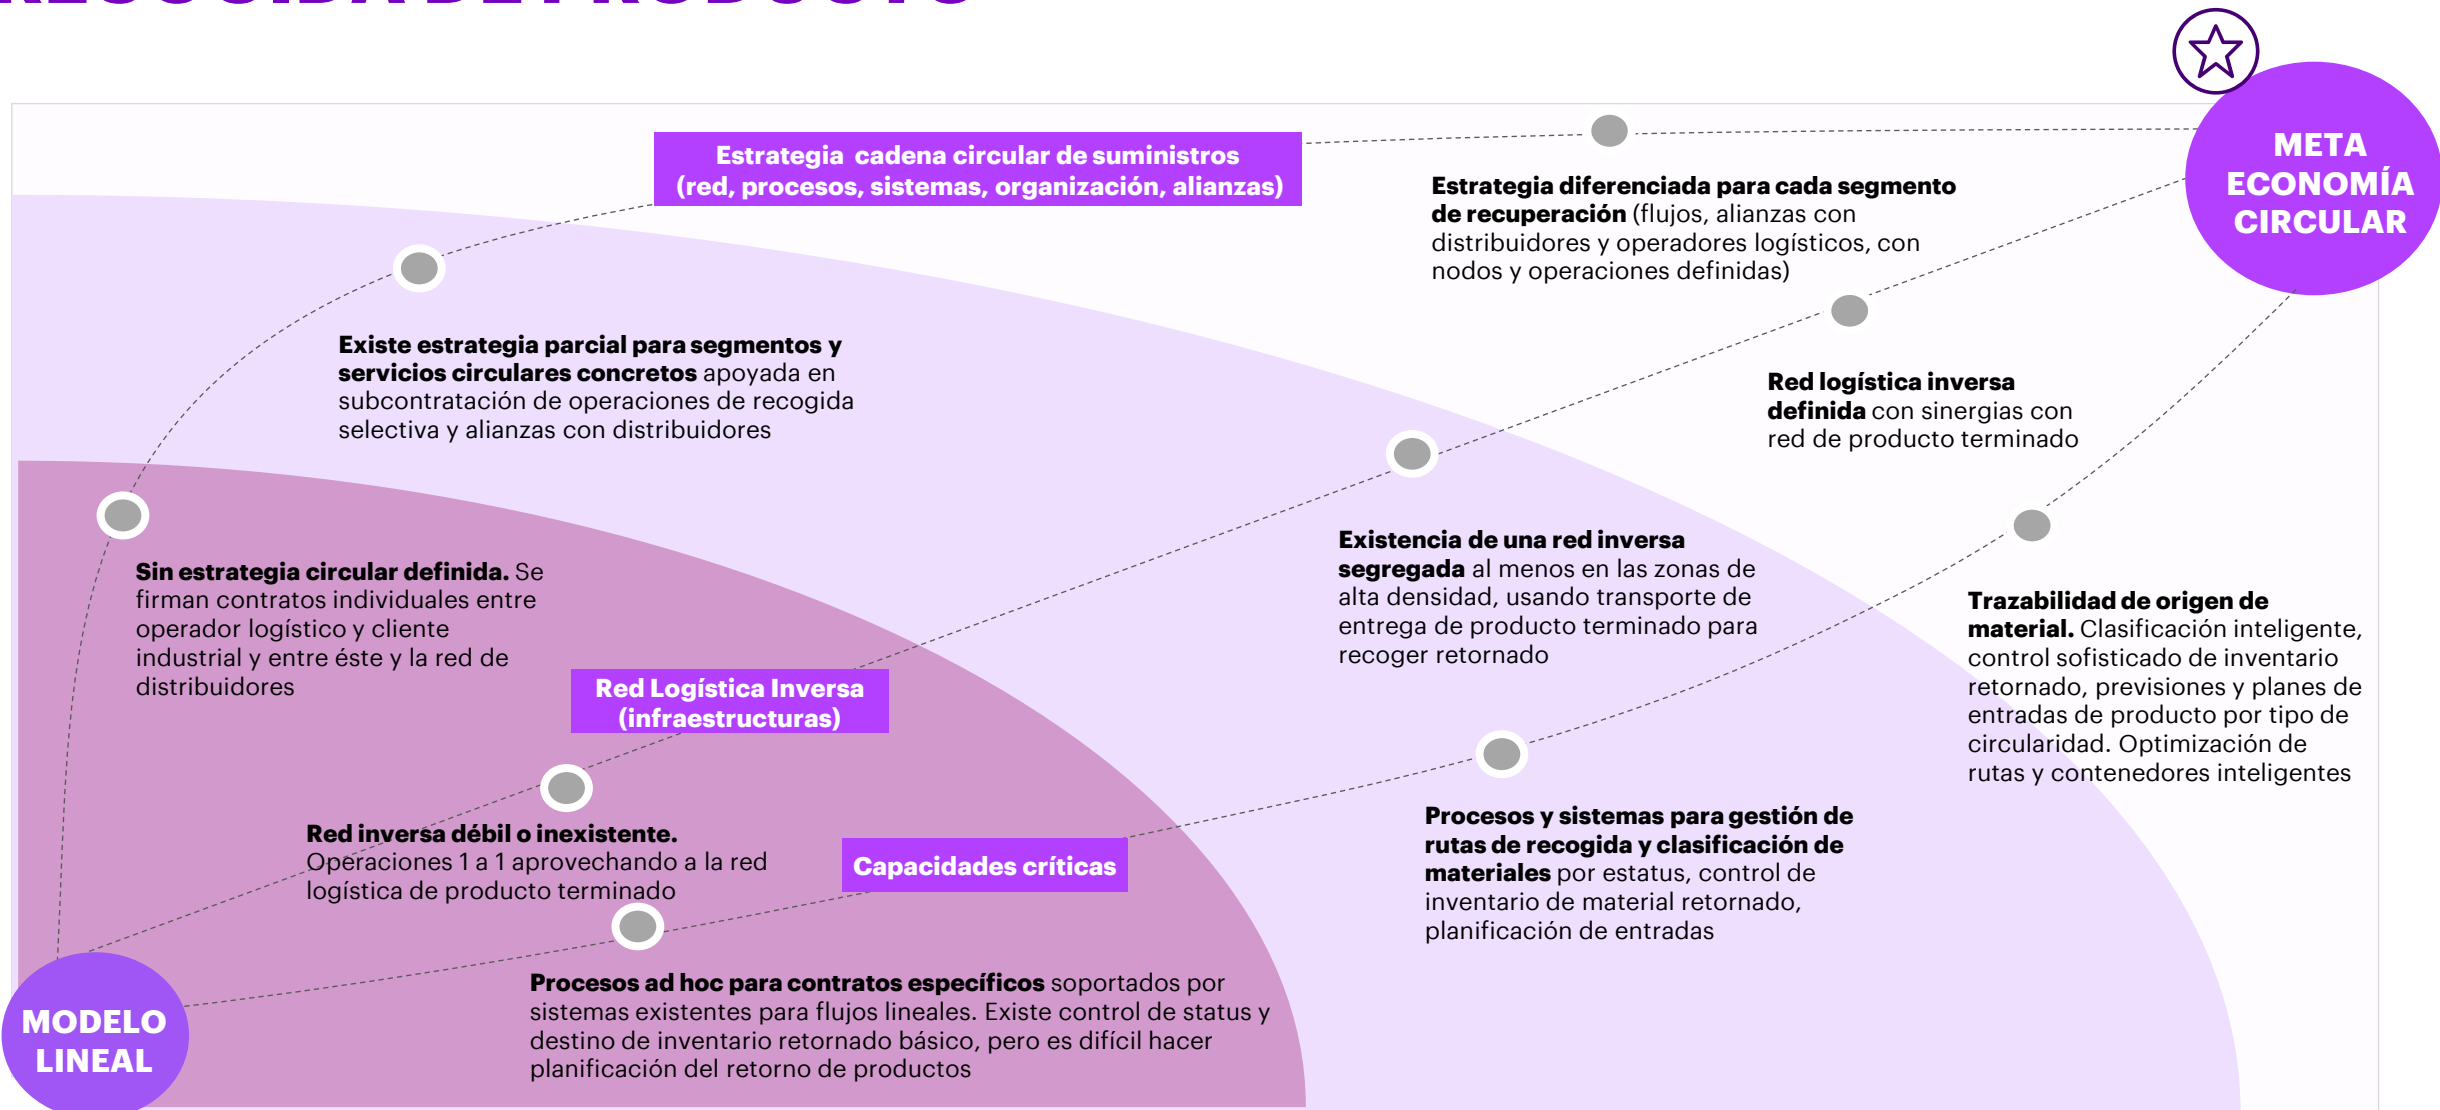 RECOGIDA DE PRODUCTO
META
ECONOMÍA
CIRCULAR
Estrategia cadena circular de suministros
(red, procesos, sistemas, organización, alianzas)
Estrategia diferenciada para cada segmento
de recuperación (flujos, alianzas con
distribuidores y operadores logísticos, con
nodos y operaciones definidas)
Existe estrategia parcial para segmentos y
servicios circulares concretos apoyada en
subcontratación de operaciones de recogida
selectiva y alianzas con distribuidores
Red logística inversa
definida con sinergias con
red de producto terminado
Sin estrategia circular definida. Se
firman contratos individuales entre
operador logístico y cliente
industrial y entre éste y la red de
distribuidores
Existencia de una red inversa
segregada al menos en las zonas de
alta densidad, usando transporte de
entrega de producto terminado para
recoger retornado
Trazabilidad de origen de
material. Clasificación inteligente,
control sofisticado de inventario
retornado, previsiones y planes de
entradas de producto por tipo de
circularidad. Optimización de
rutas y contenedores inteligentes
Red Logística Inversa
(infraestructuras)
Red inversa débil o inexistente.
Operaciones 1 a 1 aprovechando a la red
logística de producto terminado
Capacidades críticas
Procesos y sistemas para gestión de
rutas de recogida y clasificación de
materiales por estatus, control de
inventario de material retornado,
planificación de entradas
Procesos ad hoc para contratos específicos soportados por
sistemas existentes para flujos lineales. Existe control de status y
destino de inventario retornado básico, pero es difícil hacer
planificación del retorno de productos
MODELO
LINEAL